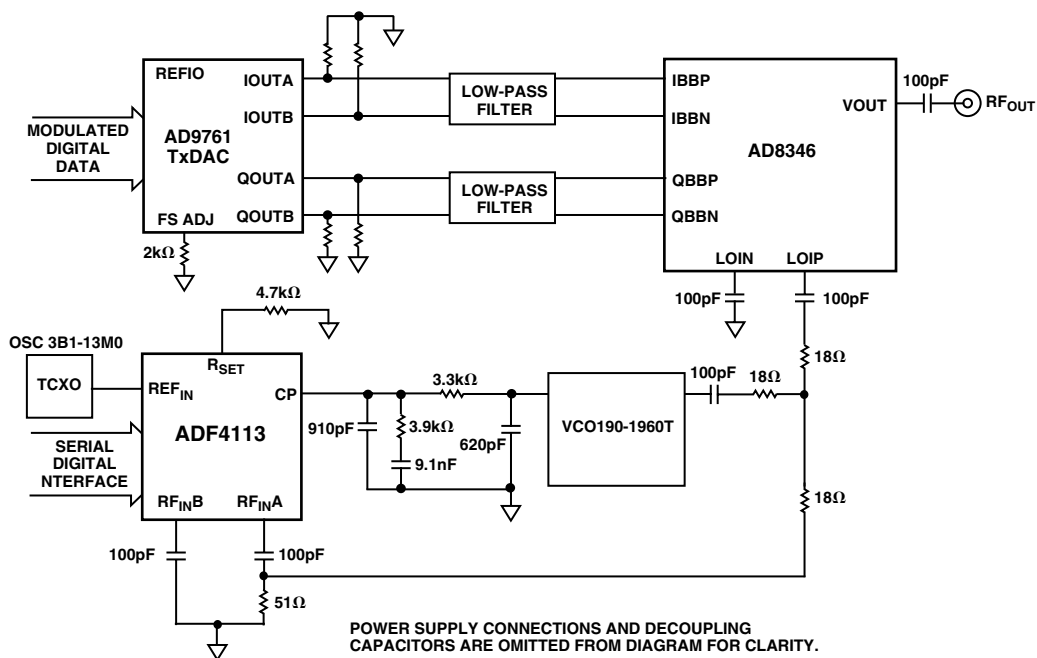 REFIO
IOUTA
IOUTB
QOUTA
QOUTB
FS ADJ
AD9761
TxDAC
MODULATED
DIGITAL
DATA
2kΩ
LOW-PASS
FILTER
LOW-PASS
FILTER
IBBP
IBBN
QBBP
QBBN
AD8346
VOUT
LOIN
LOIP
100pF
RFOUT
100pF
100pF
18Ω
4.7kΩ
OSC 3B1-13M0
TCXO
RSET
REFIN
CP
ADF4113
SERIAL
DIGITAL
NTERFACE
RFINB
RFINA
3.3kΩ
910pF
3.9kΩ
9.1nF
620pF
VCO190-1960T
100pF
18Ω
18Ω
100pF
100pF
51Ω
POWER SUPPLY CONNECTIONS AND DECOUPLING
CAPACITORS ARE OMITTED FROM DIAGRAM FOR CLARITY.